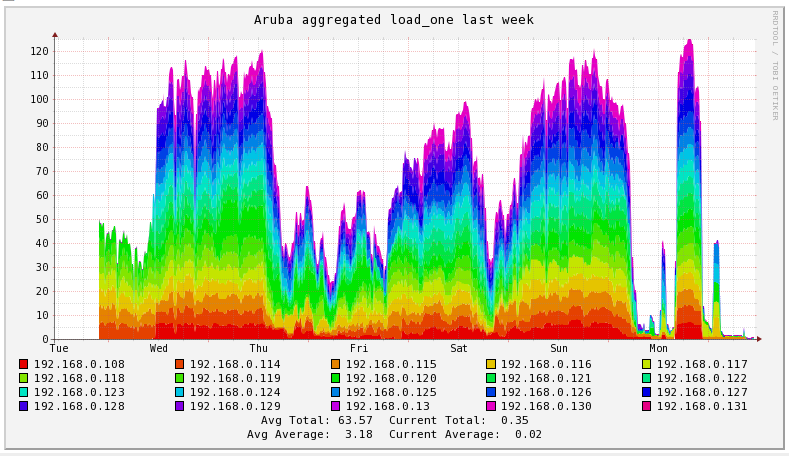 Aruba aggregated load_one last week
RRDTOOL / TOBI OETIKER
120
110
100
90
80
70
60
50
40
30
20
10
0
Tue Wed Thu Fri Sat Sun Mon
192.168.0.108 192.168.0.114 192.168.0.115 192.168.0.116 192.168.0.117
192.168.0.118 192.168.0.119 192.168.0.120 192.168.0.121 192.168.0.122
192.168.0.123 192.168.0.124 192.168.0.125 192.168.0.126 192.168.0.127
192.168.0.128 192.168.0.129 192.168.0.13 192.168.0.130 192.168.0.131
Avg Total: 63.57 Current Total: 0.35
Avg Average: 3.18 Current Average: 0.02